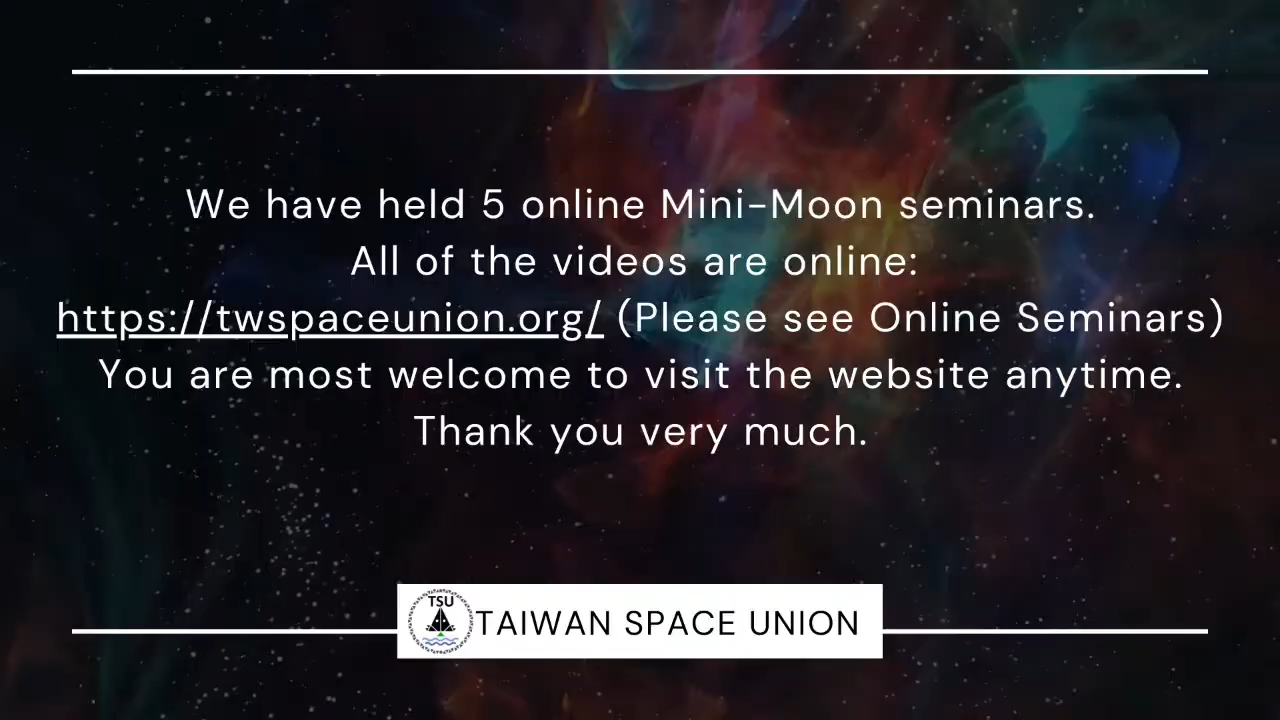 We have held 5 online Mini-Moon seminars.
All of the videos are online:
https://twspaceunion.org/ (Please see Online Seminars)
You are most welcome to visit the website anytime.
Thank you very much.
TSU
TAIWAN SPACE UNION